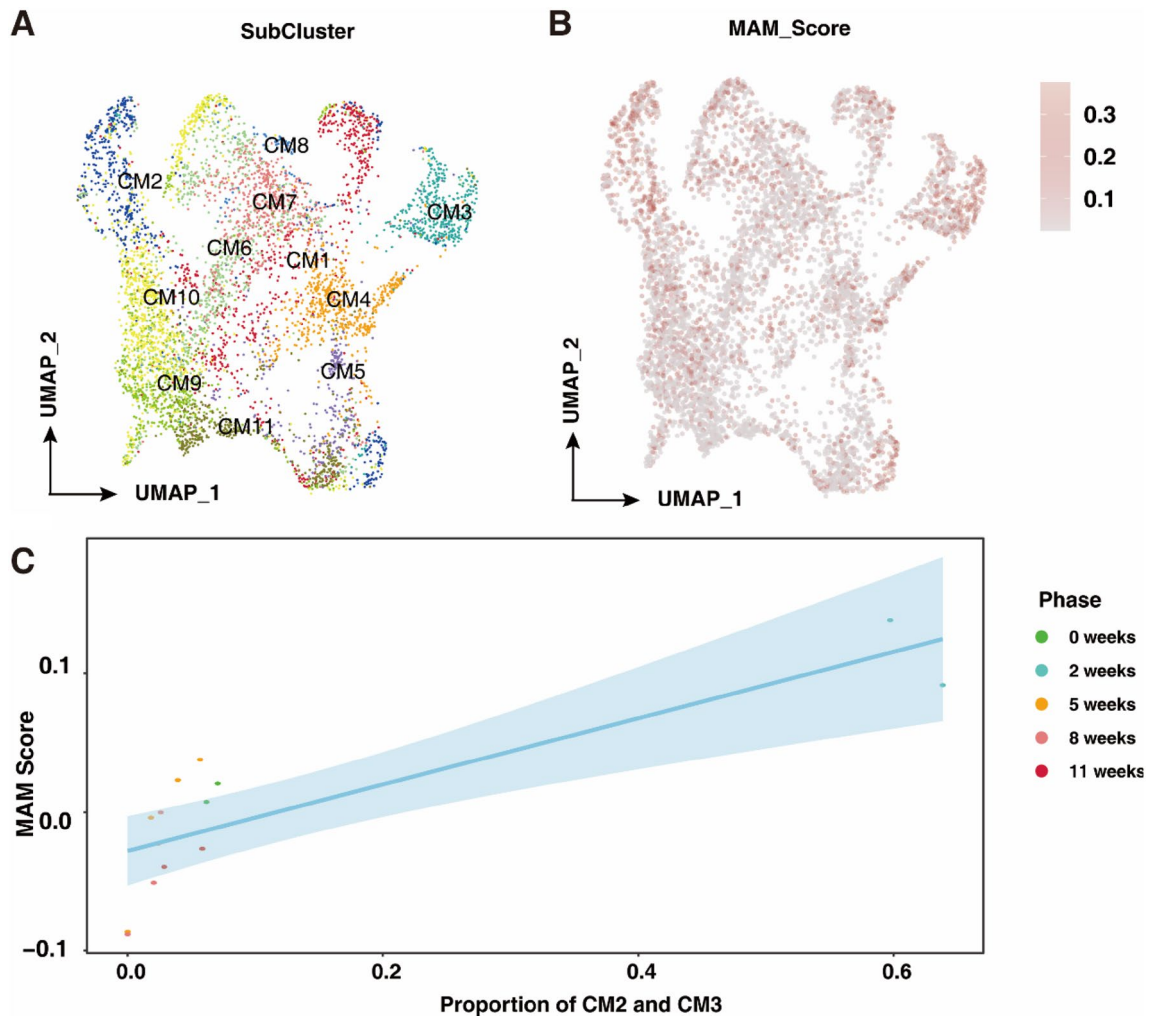 A
SubCluster
CM8
CM2
CM7
CM3
CM6
CM1
CM10
CM4
CM5
CM9
CM11
UMAP_2
UMAP_1
B
MAM_Score
0.3
0.2
0.1
UMAP_2
UMAP_1
C
MAM Score
0.1
0.0
−0.1
0.0
0.2
0.4
0.6
Proportion of CM2 and CM3
Phase
0 weeks
2 weeks
5 weeks
8 weeks
11 weeks